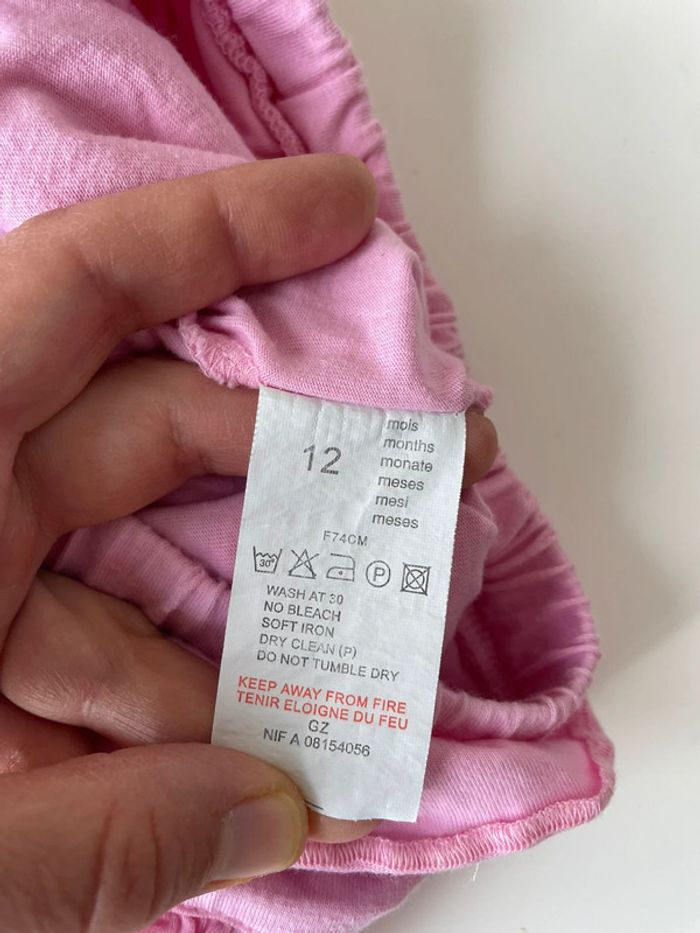 12
mois
months
monate
meses
mesi
meses
F74CM
30°
P
WASH AT 30
NO BLEACH
SOFT IRON
DRY CLEAN (P)
DO NOT TUMBLE DRY
KEEP AWAY FROM FIRE
TENIR ELOIGNE DU FEU
GZ
NIF A 08154056